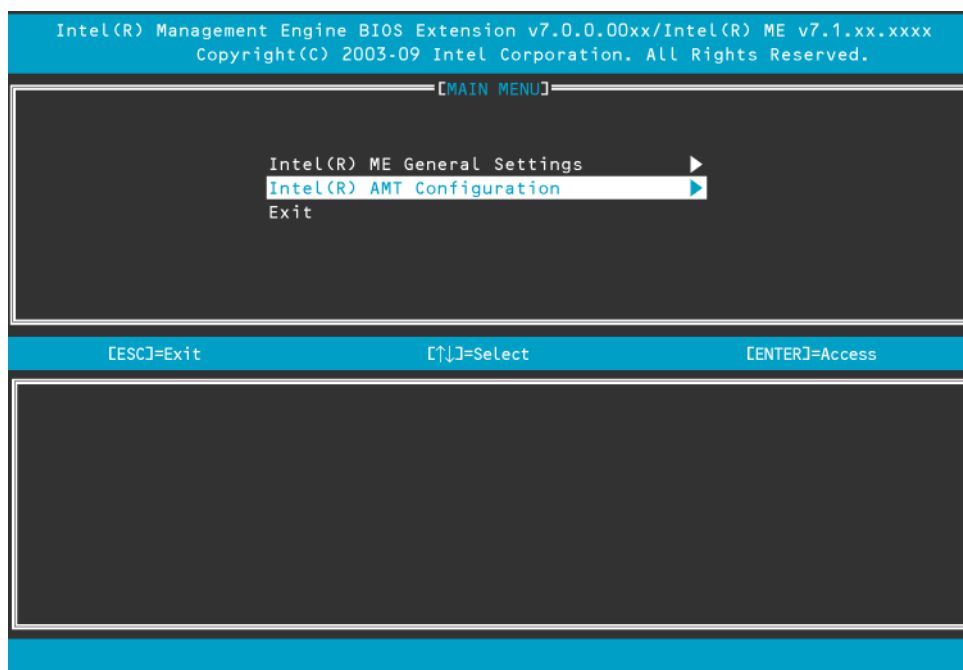 Intel(R) Management Engine BIOS Extension v7.0.0.00xx/Intel(R) ME v7.1.xx.xxxx
Copyright(C) 2003-09 Intel Corporation. All Rights Reserved.
[MAIN MENU]
Intel(R) ME General Settings ▶
Intel(R) AMT Configuration ▶
Exit
[ESC]=Exit [↑↓]=Select [ENTER]=Access